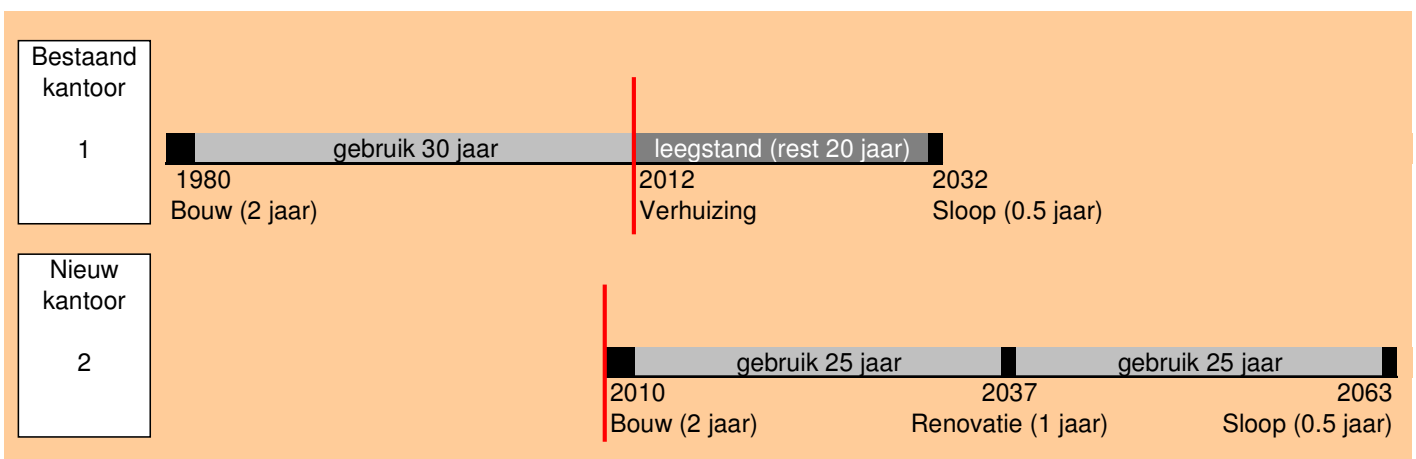 Bestaand
kantoor
1
gebruik 30 jaar
leegstand (rest 20 jaar)
1980
2012
2032
Bouw (2 jaar)
Verhuizing
Sloop (0.5 jaar)
Nieuw
kantoor
2
gebruik 25 jaar
gebruik 25 jaar
2010
2037
2063
Bouw (2 jaar)
Renovatie (1 jaar)
Sloop (0.5 jaar)